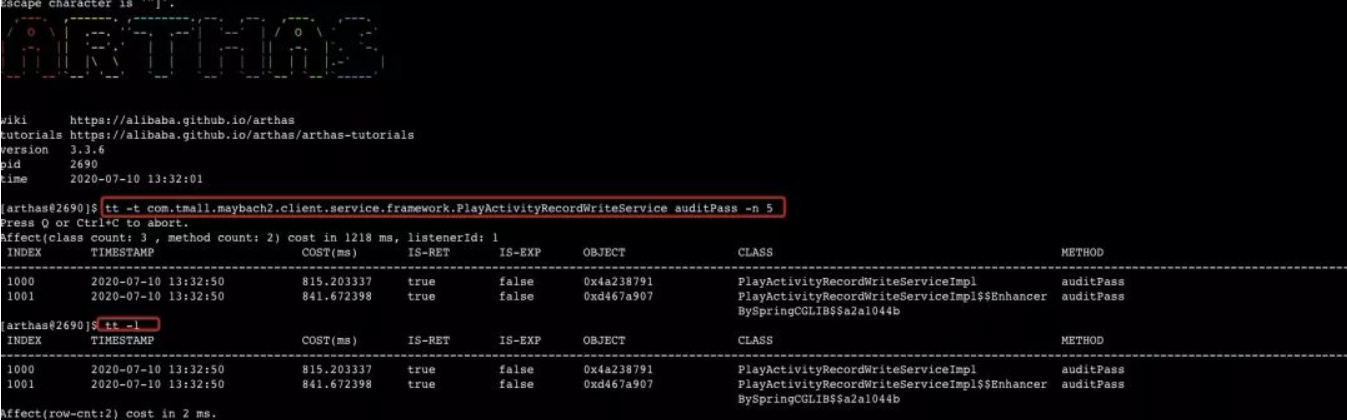 Escape character is '^]'.
ARTHAS
wiki https://alibaba.github.io/arthas
tutorials https://alibaba.github.io/arthas/arthas-tutorials
version 3.3.6
pid 2690
time 2020-07-10 13:32:01
[arthas@2690]$ tt -t com.tmall.maybach2.client.service.framework.PlayActivityRecordWriteService auditPass -n 5
Press Q or Ctrl+C to abort.
Affect(class count: 3 , method count: 2) cost in 1218 ms, listenerId: 1
INDEX TIMESTAMP COST(ms) IS-RET IS-EXP OBJECT CLASS METHOD
1000 2020-07-10 13:32:50 815.203337 true false 0x4a238791 PlayActivityRecordWriteServiceImpl auditPass
1001 2020-07-10 13:32:50 841.672398 true false 0xd467a907 PlayActivityRecordWriteServiceImpl$$Enhancer auditPass
BySpringCGLIB$$a2a1044b
[arthas@2690]$ tt -l
INDEX TIMESTAMP COST(ms) IS-RET IS-EXP OBJECT CLASS METHOD
1000 2020-07-10 13:32:50 815.203337 true false 0x4a238791 PlayActivityRecordWriteServiceImpl auditPass
1001 2020-07-10 13:32:50 841.672398 true false 0xd467a907 PlayActivityRecordWriteServiceImpl$$Enhancer auditPass
BySpringCGLIB$$a2a1044b
Affect(row-cnt:2) cost in 2 ms.